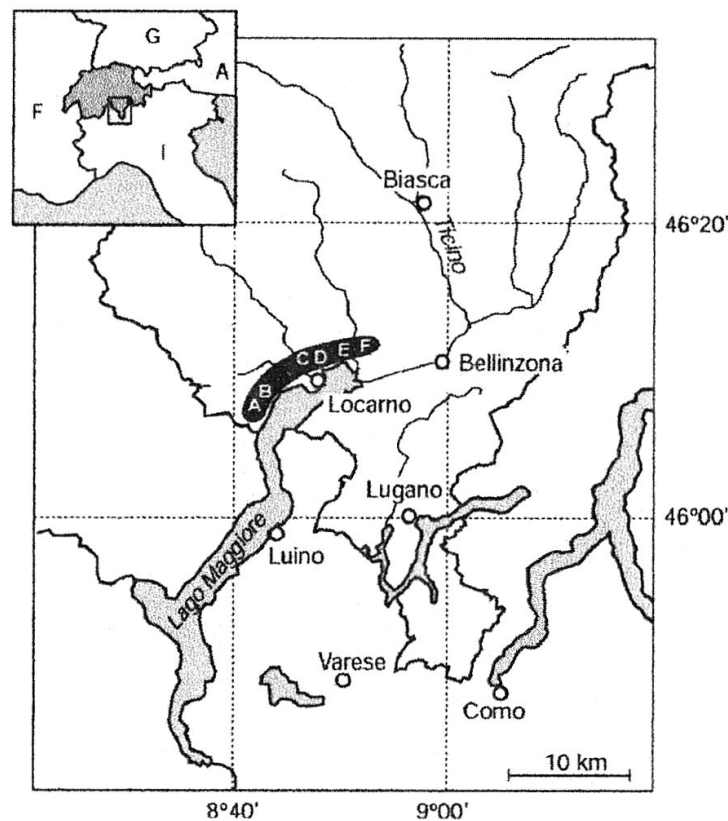 G
A
F
I
Biasca
Ticino
46°20'
A B C D E F
Bellinzona
Locarno
Lugano
46°00'
Lago Maggiore
Luino
Varese
Como
10 km
8°40' 9°00'